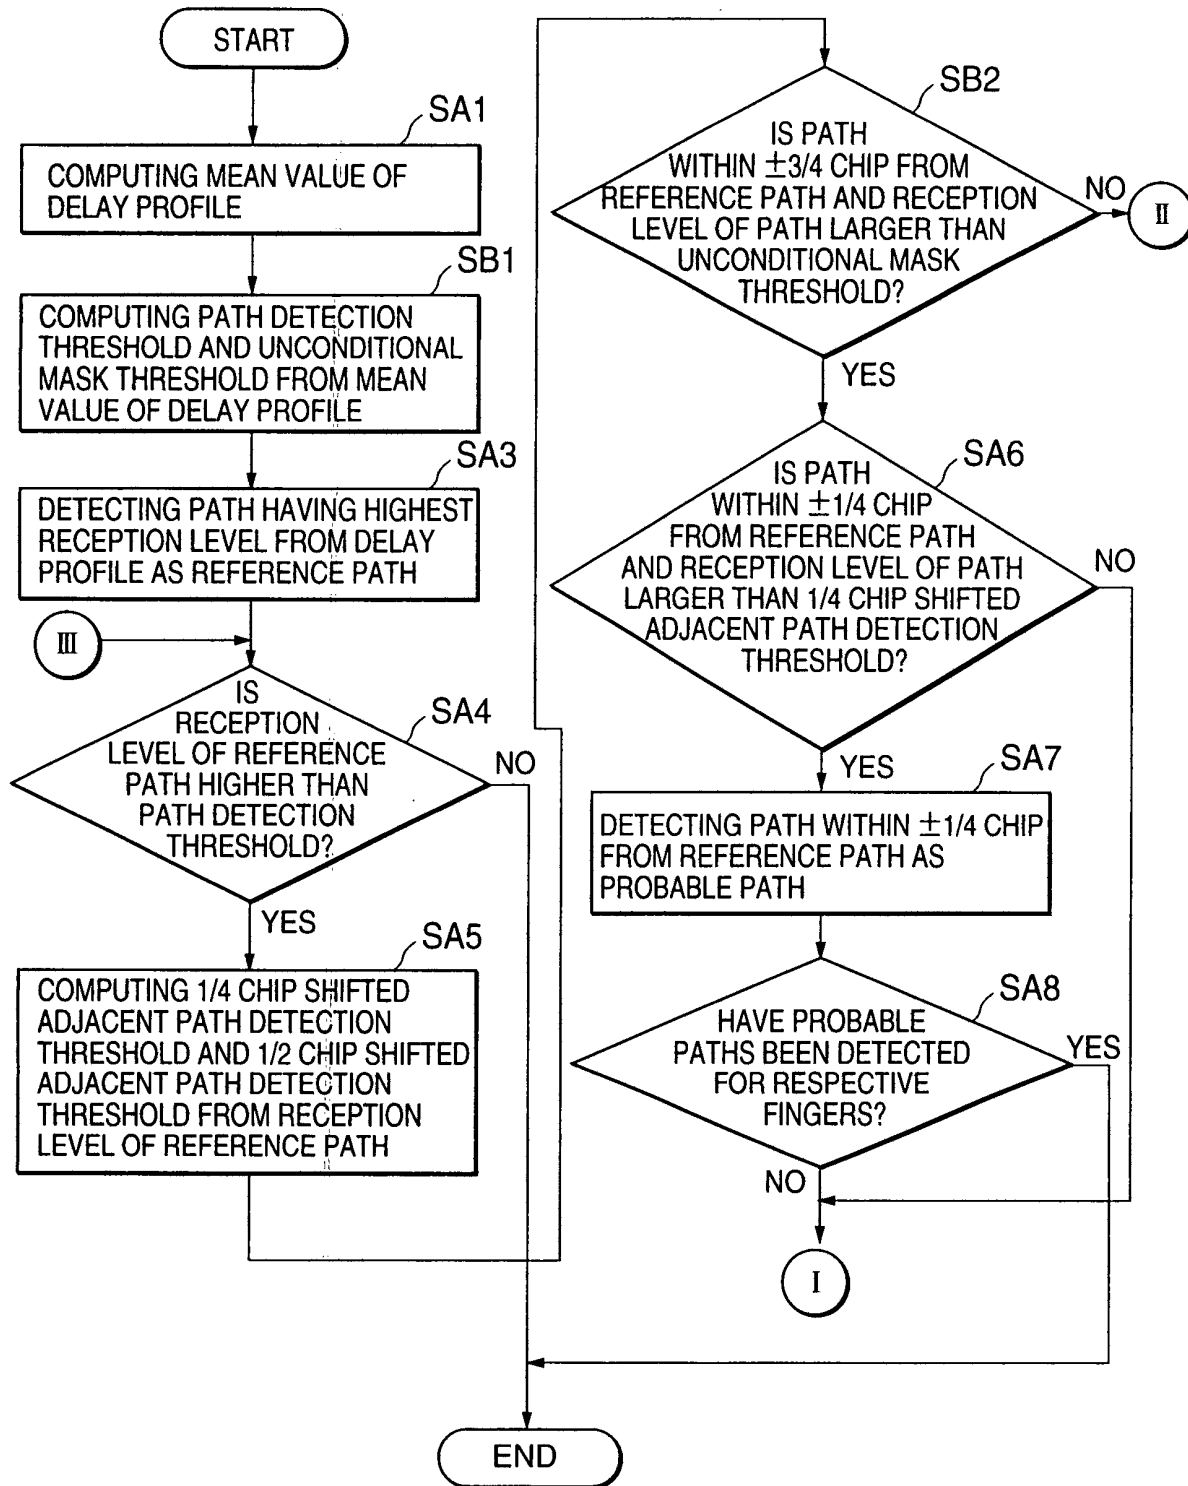 START
SA1
COMPUTING MEAN VALUE OF
DELAY PROFILE
SB1
COMPUTING PATH DETECTION
THRESHOLD AND UNCONDITIONAL
MASK THRESHOLD FROM MEAN
VALUE OF DELAY PROFILE
SA3
DETECTING PATH HAVING HIGHEST
RECEPTION LEVEL FROM DELAY
PROFILE AS REFERENCE PATH
III
IS
RECEPTION
LEVEL OF REFERENCE
PATH HIGHER THAN
PATH DETECTION
THRESHOLD?
SA4
NO
YES
SA5
COMPUTING 1/4 CHIP SHIFTED
ADJACENT PATH DETECTION
THRESHOLD AND 1/2 CHIP SHIFTED
ADJACENT PATH DETECTION
THRESHOLD FROM RECEPTION
LEVEL OF REFERENCE PATH
SB2
IS PATH
WITHIN ±3/4 CHIP FROM
REFERENCE PATH AND RECEPTION
LEVEL OF PATH LARGER THAN
UNCONDITIONAL MASK
THRESHOLD?
NO
II
YES
SA6
IS PATH
WITHIN ±1/4 CHIP
FROM REFERENCE PATH
AND RECEPTION LEVEL OF PATH
LARGER THAN 1/4 CHIP SHIFTED
ADJACENT PATH DETECTION
THRESHOLD?
NO
YES
SA7
DETECTING PATH WITHIN ±1/4 CHIP
FROM REFERENCE PATH AS
PROBABLE PATH
SA8
HAVE PROBABLE
PATHS BEEN DETECTED
FOR RESPECTIVE
FINGERS?
YES
NO
I
END